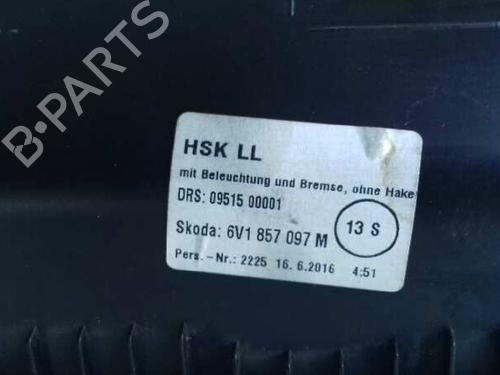 B-PARTS
HSK LL
mit Beleuchtung und Bremse, ohne Hake
DRS: 09515 00001
Skoda: 6V1 857 097 M
13 S
Pers. - Nr.: 2225 16. 6.2016 4:51